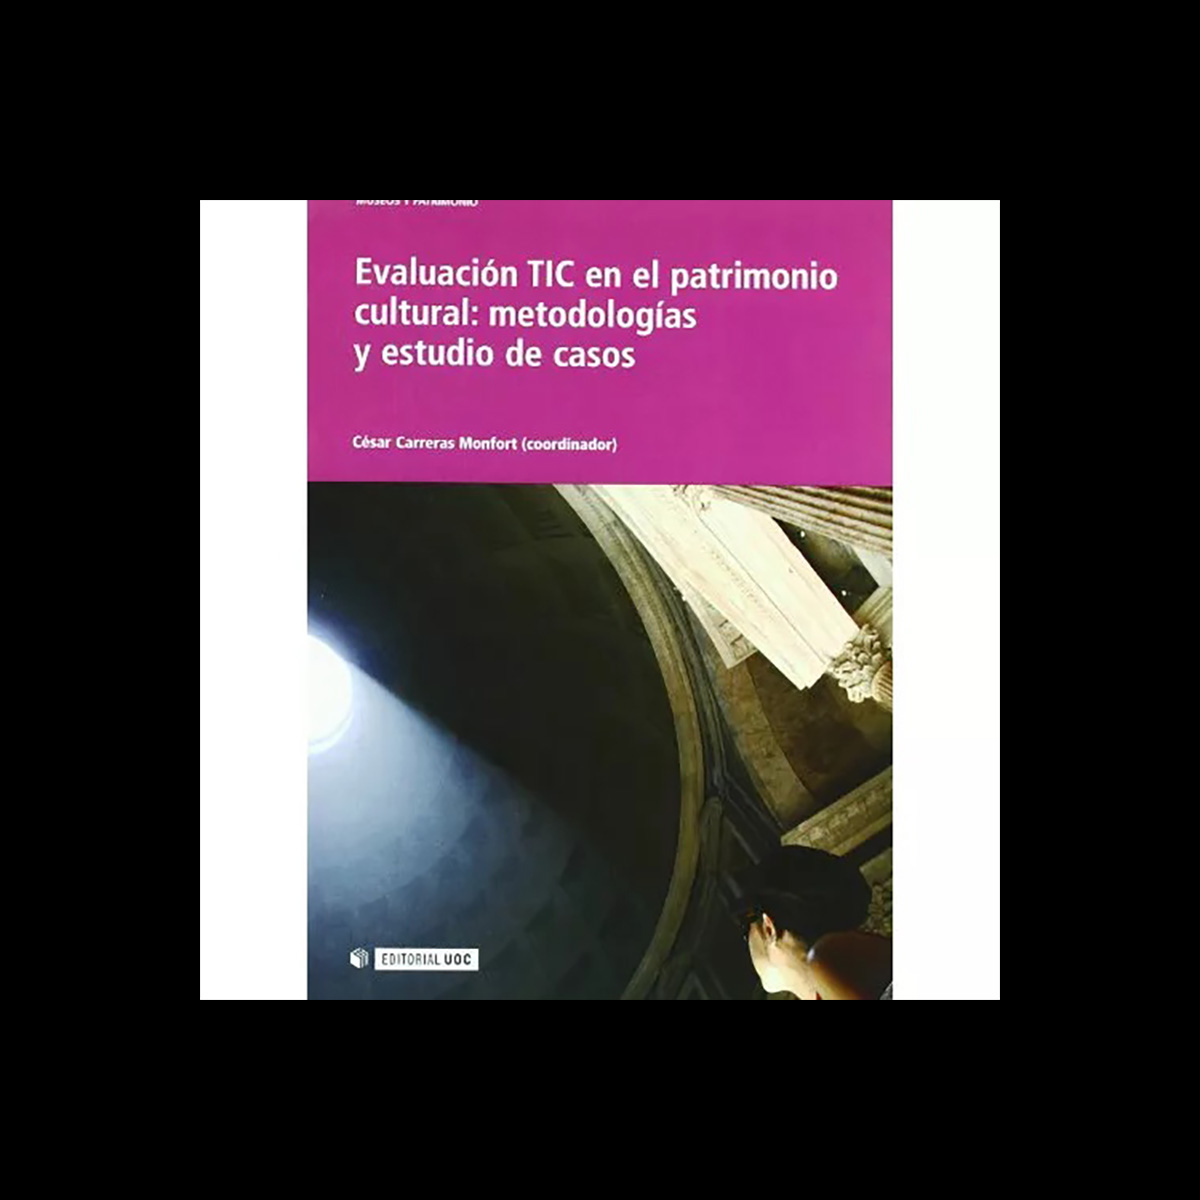 MUSEOS Y PATRIMONIO
Evaluación TIC en el patrimonio
cultural: metodologías
y estudio de casos
César Carreras Monfort (coordinador)
EDITORIAL UOC